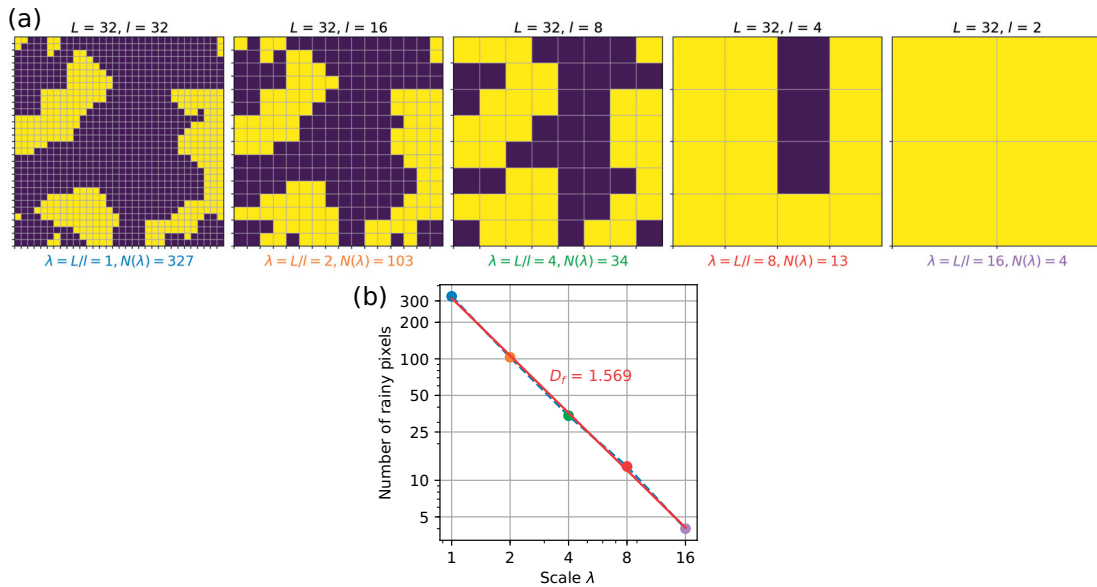 (a)
L = 32, l = 32
L = 32, l = 16
L = 32, l = 8
L = 32, l = 4
L = 32, l = 2
λ = L/l = 1, N(λ) = 327
λ = L/l = 2, N(λ) = 103
λ = L/l = 4, N(λ) = 34
λ = L/l = 8, N(λ) = 13
λ = L/l = 16, N(λ) = 4
(b)
Number of rainy pixels
300
200
100
50
25
10
5
D_f = 1.569
1 2 4 8 16
Scale λ